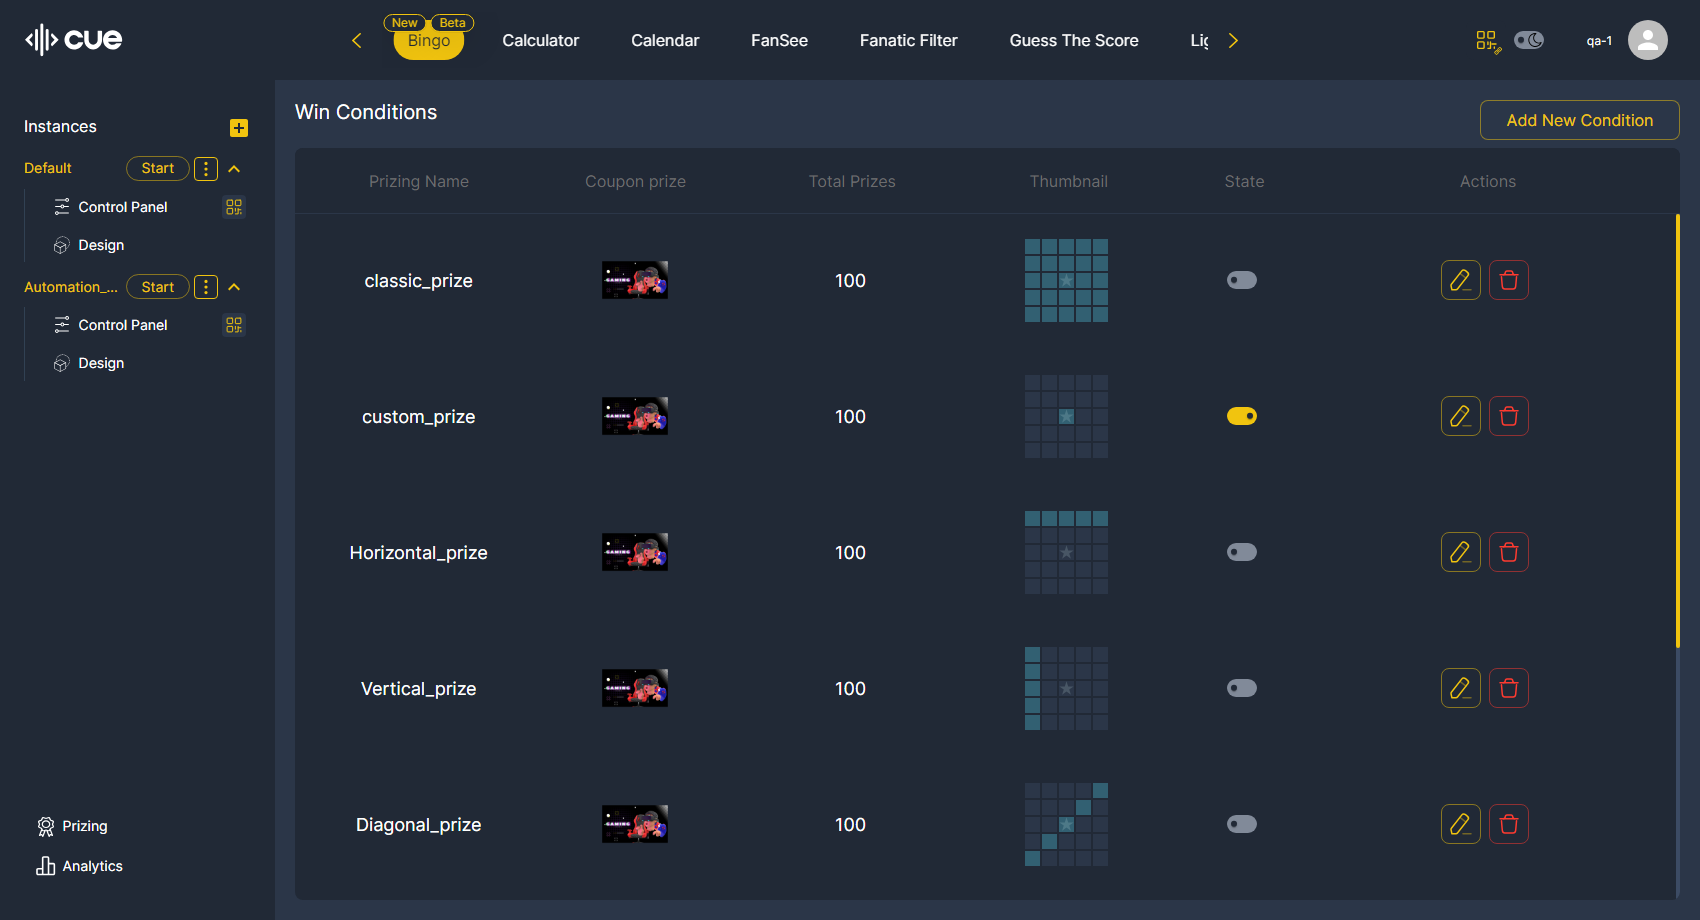 cue
New Beta
Bingo Calculator Calendar FanSee Fanatic Filter Guess The Score
qa-1
Instances
Default Start
Control Panel
Design
Automation_... Start
Control Panel
Design
Prizing
Analytics
Win Conditions
Add New Condition
Prizing Name Coupon prize Total Prizes Thumbnail State Actions
classic_prize GAMING 100
custom_prize GAMING 100
Horizontal_prize GAMING 100
Vertical_prize GAMING 100
Diagonal_prize GAMING 100